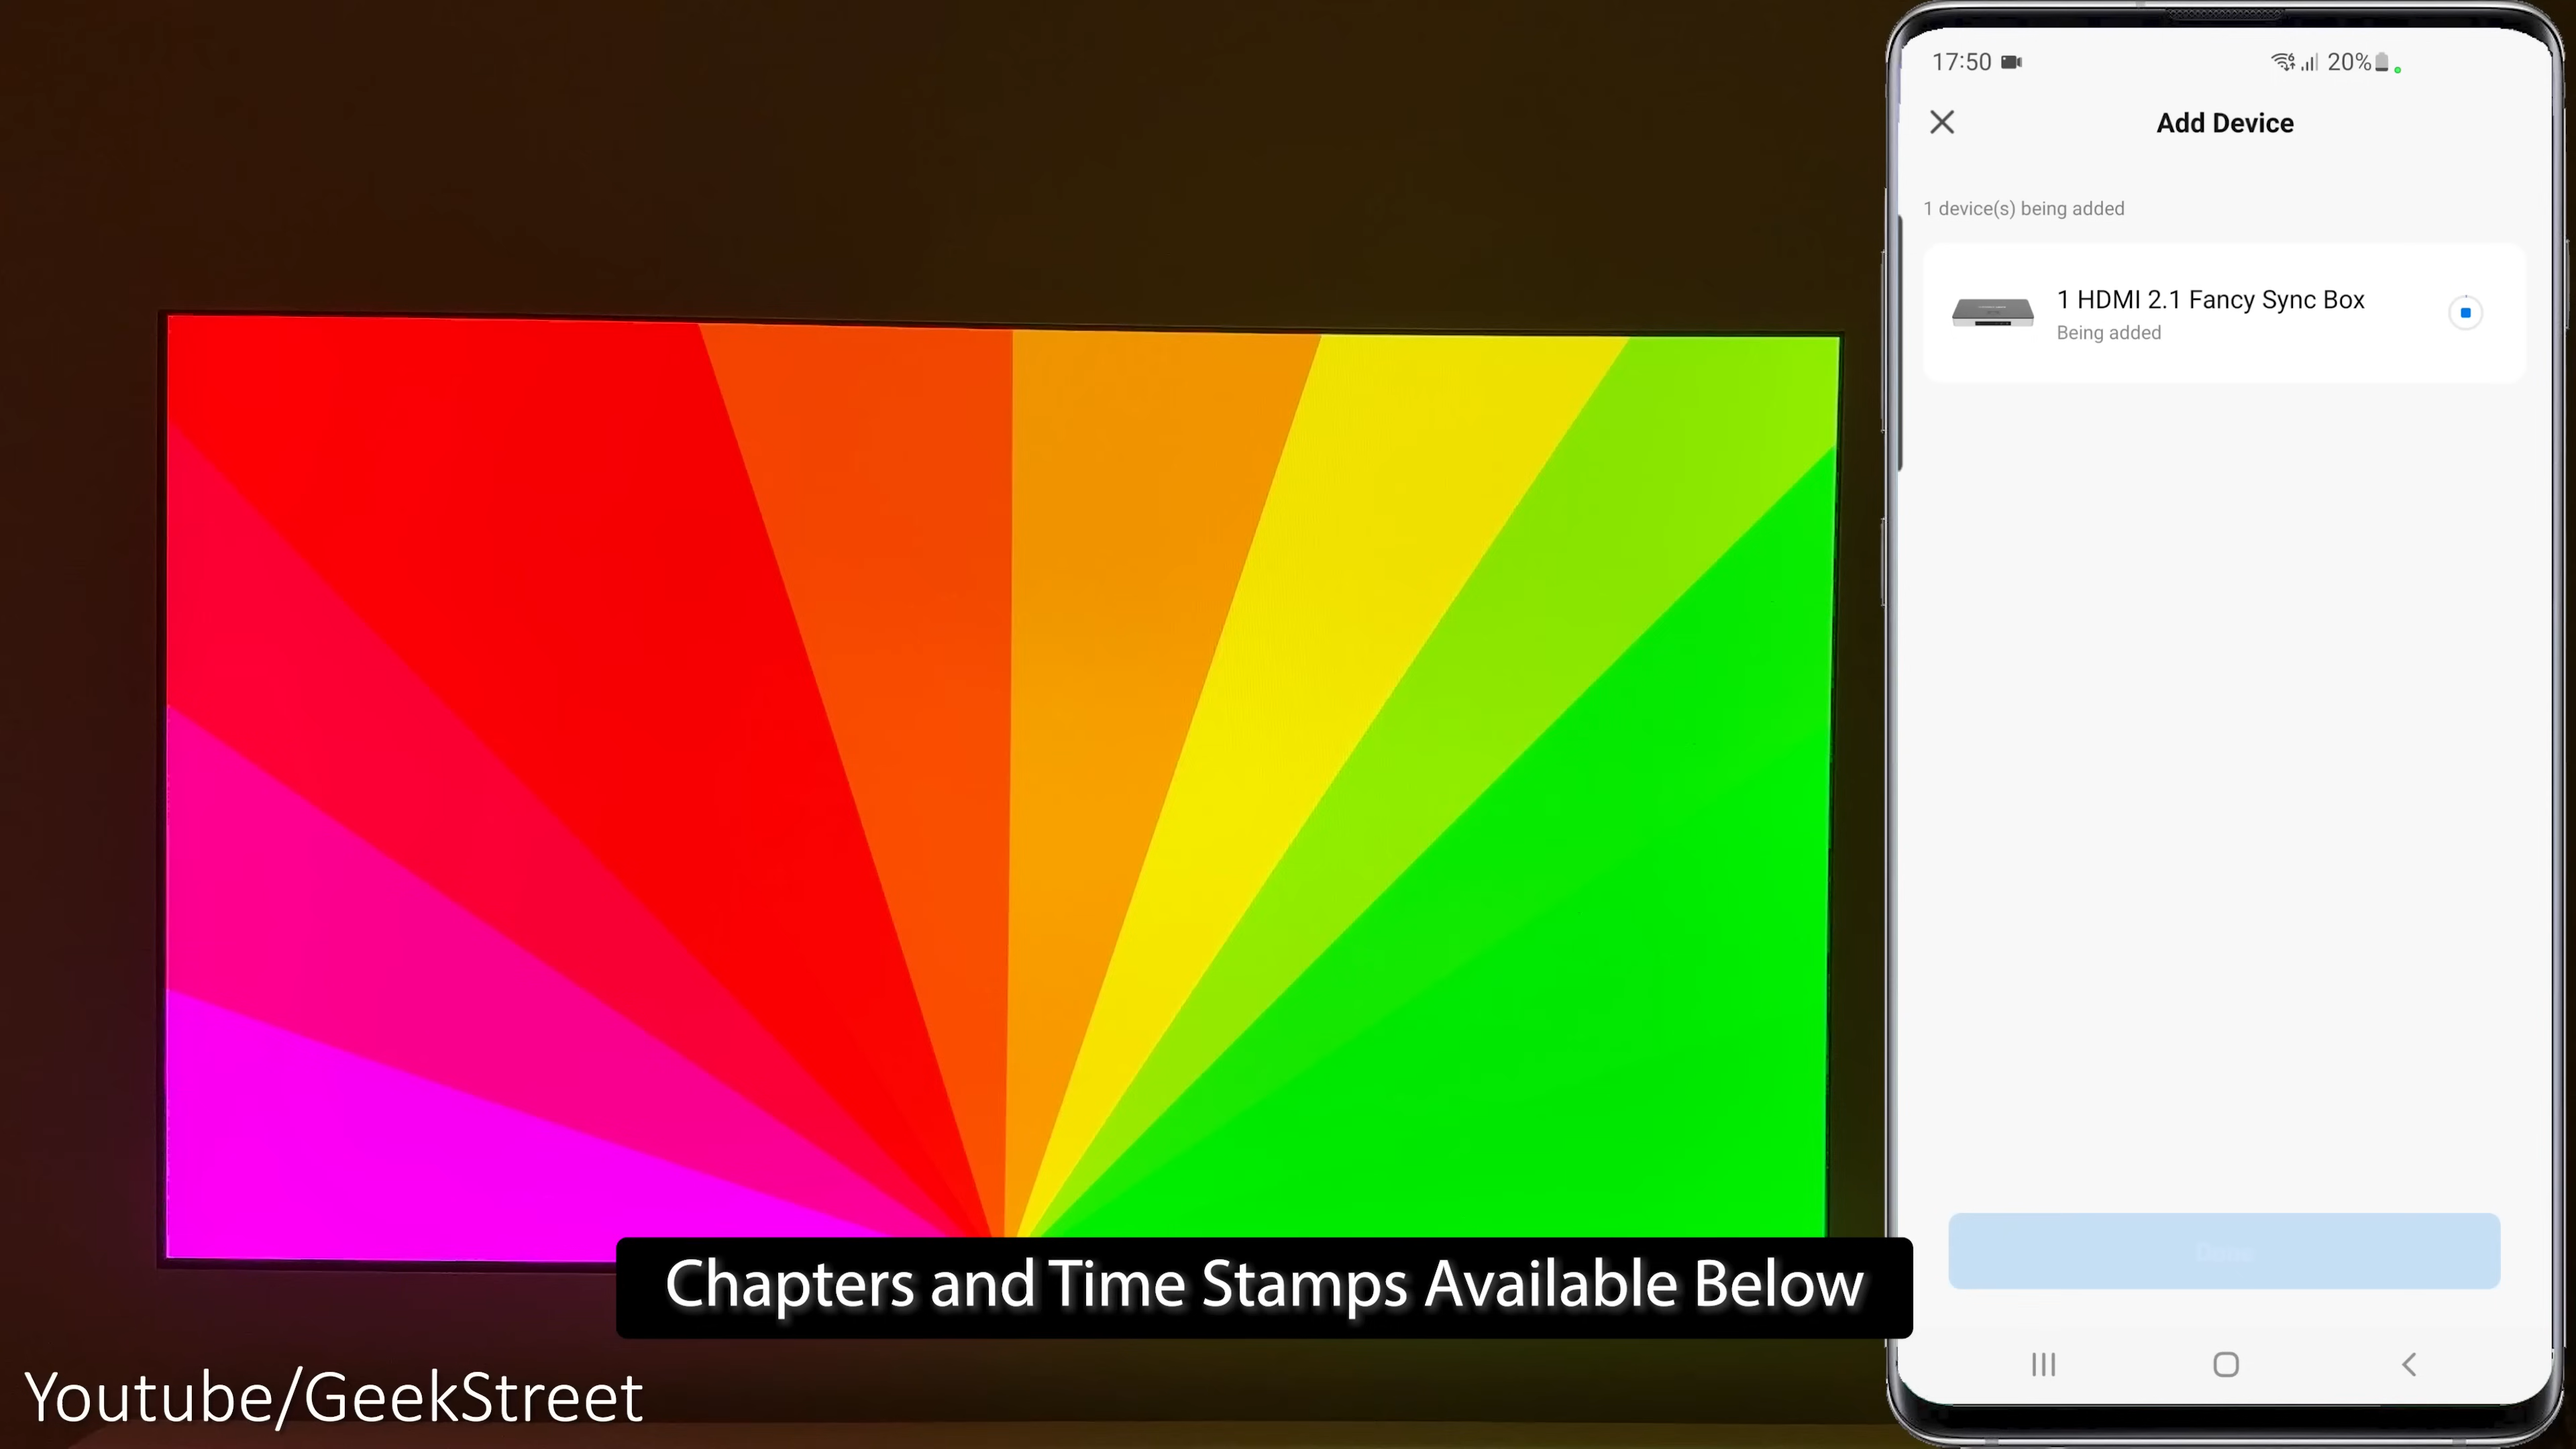 17:50
20%
Add Device
1 device(s) being added
1 HDMI 2.1 Fancy Sync Box
Being added
Chapters and Time Stamps Available Below
Youtube/GeekStreet